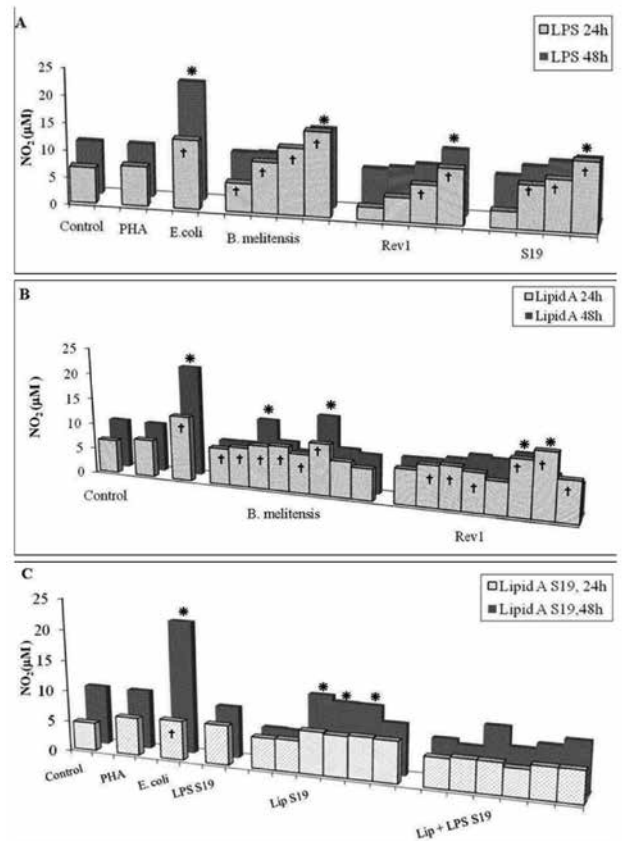 A
LPS 24h
LPS 48h
25
20
15
10
5
0
NO₂ (µM)
* * * *
† † † † † † † † † † †
Control PHA E.coli B. melitensis Rev1 S19
B
Lipid A 24h
Lipid A 48h
25
20
15
10
5
0
NO₂ (µM)
* * * * *
† † † † † † † † † † † † †
Control B. melitensis Rev1
C
Lipid A S19, 24h
Lipid A S19,48h
25
20
15
10
5
0
NO₂(µM)
* * * *
†
Control PHA E. coli LPS S19 Lip S19 Lip + LPS S19